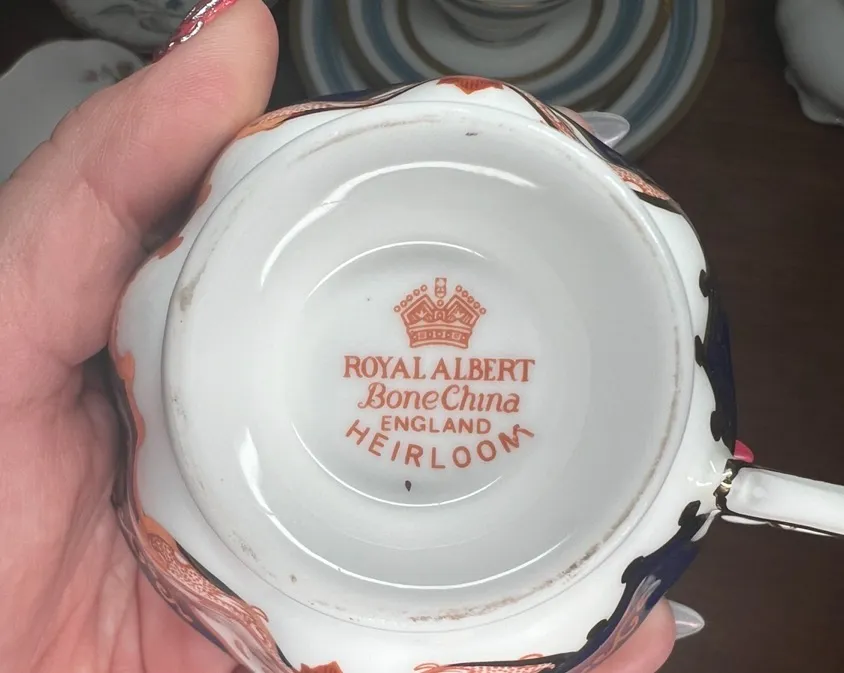 ROYAL ALBERT
Bone China
ENGLAND
HEIRLOOM